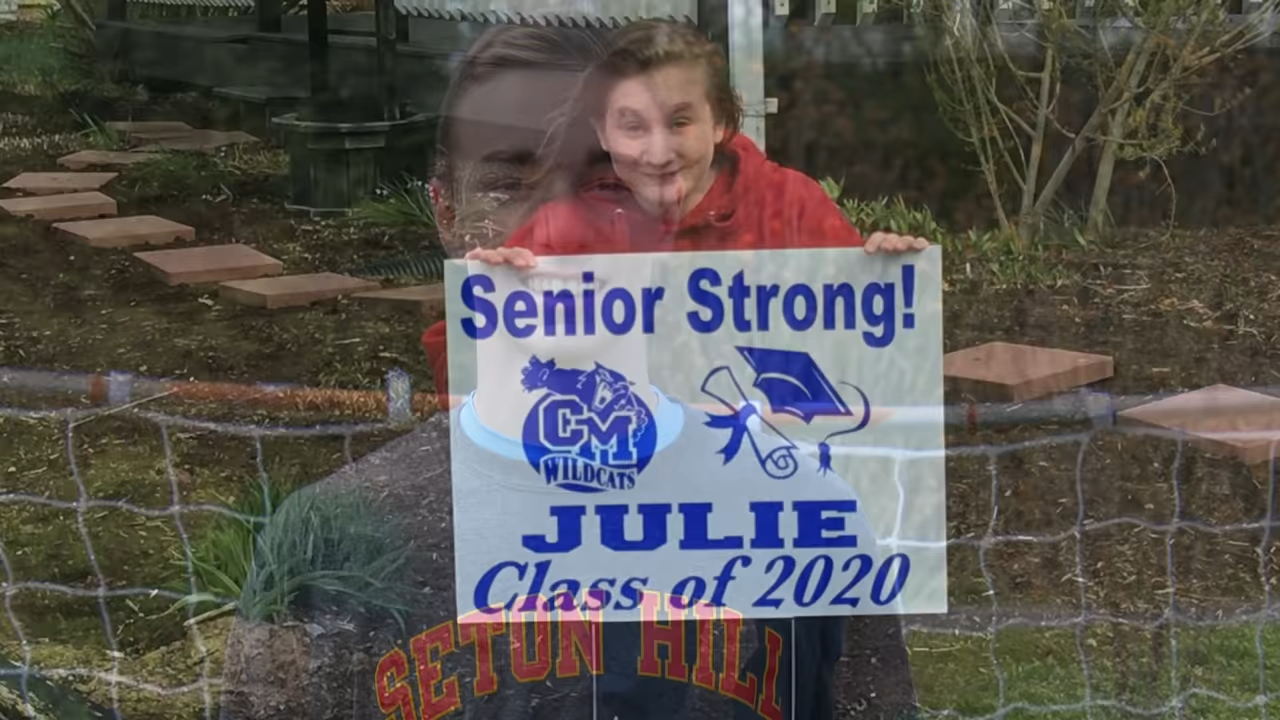 Senior Strong!
CM
WILDCATS
JULIE
Class of 2020
SETON HILL